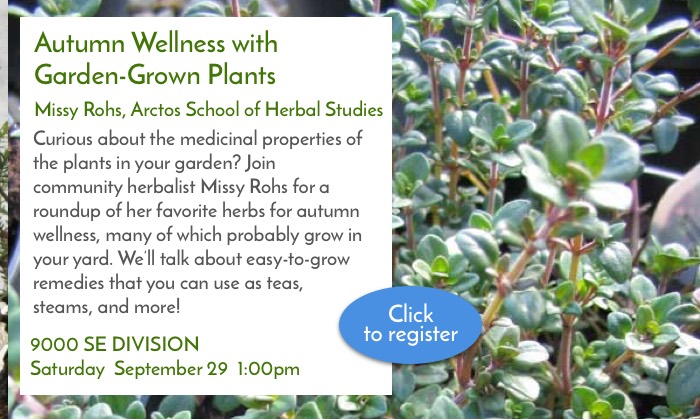 Autumn Wellness with
Garden-Grown Plants
Missy Rohs, Arctos School of Herbal Studies
Curious about the medicinal properties of
the plants in your garden? Join
community herbalist Missy Rohs for a
roundup of her favorite herbs for autumn
wellness, many of which probably grow in
your yard. We'll talk about easy-to-grow
remedies that you can use as teas,
steams, and more!
Click
to register
9000 SE DIVISION
Saturday  September 29  1:00pm